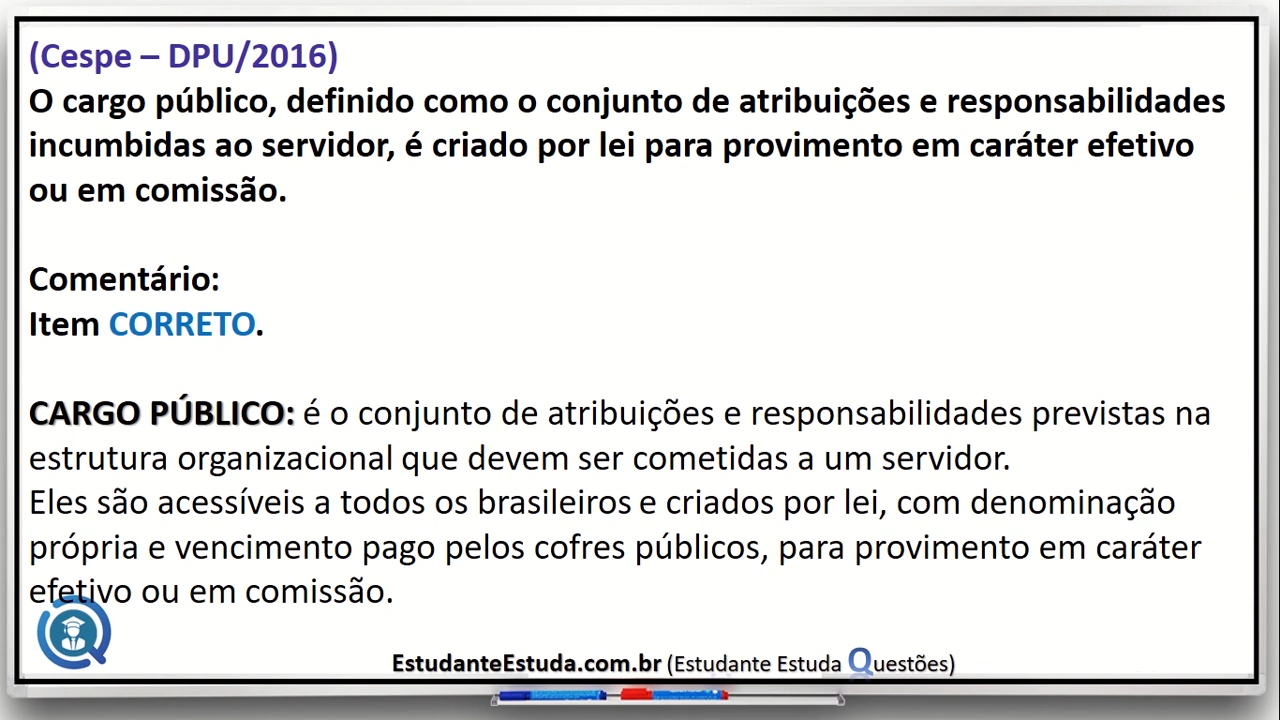 (Cespe – DPU/2016)
O cargo público, definido como o conjunto de atribuições e responsabilidades
incumbidas ao servidor, é criado por lei para provimento em caráter efetivo
ou em comissão.
Comentário:
Item CORRETO.
CARGO PÚBLICO: é o conjunto de atribuições e responsabilidades previstas na
estrutura organizacional que devem ser cometidas a um servidor.
Eles são acessíveis a todos os brasileiros e criados por lei, com denominação
própria e vencimento pago pelos cofres públicos, para provimento em caráter
efetivo ou em comissão.
EstudanteEstuda.com.br (Estudante Estuda Questões)